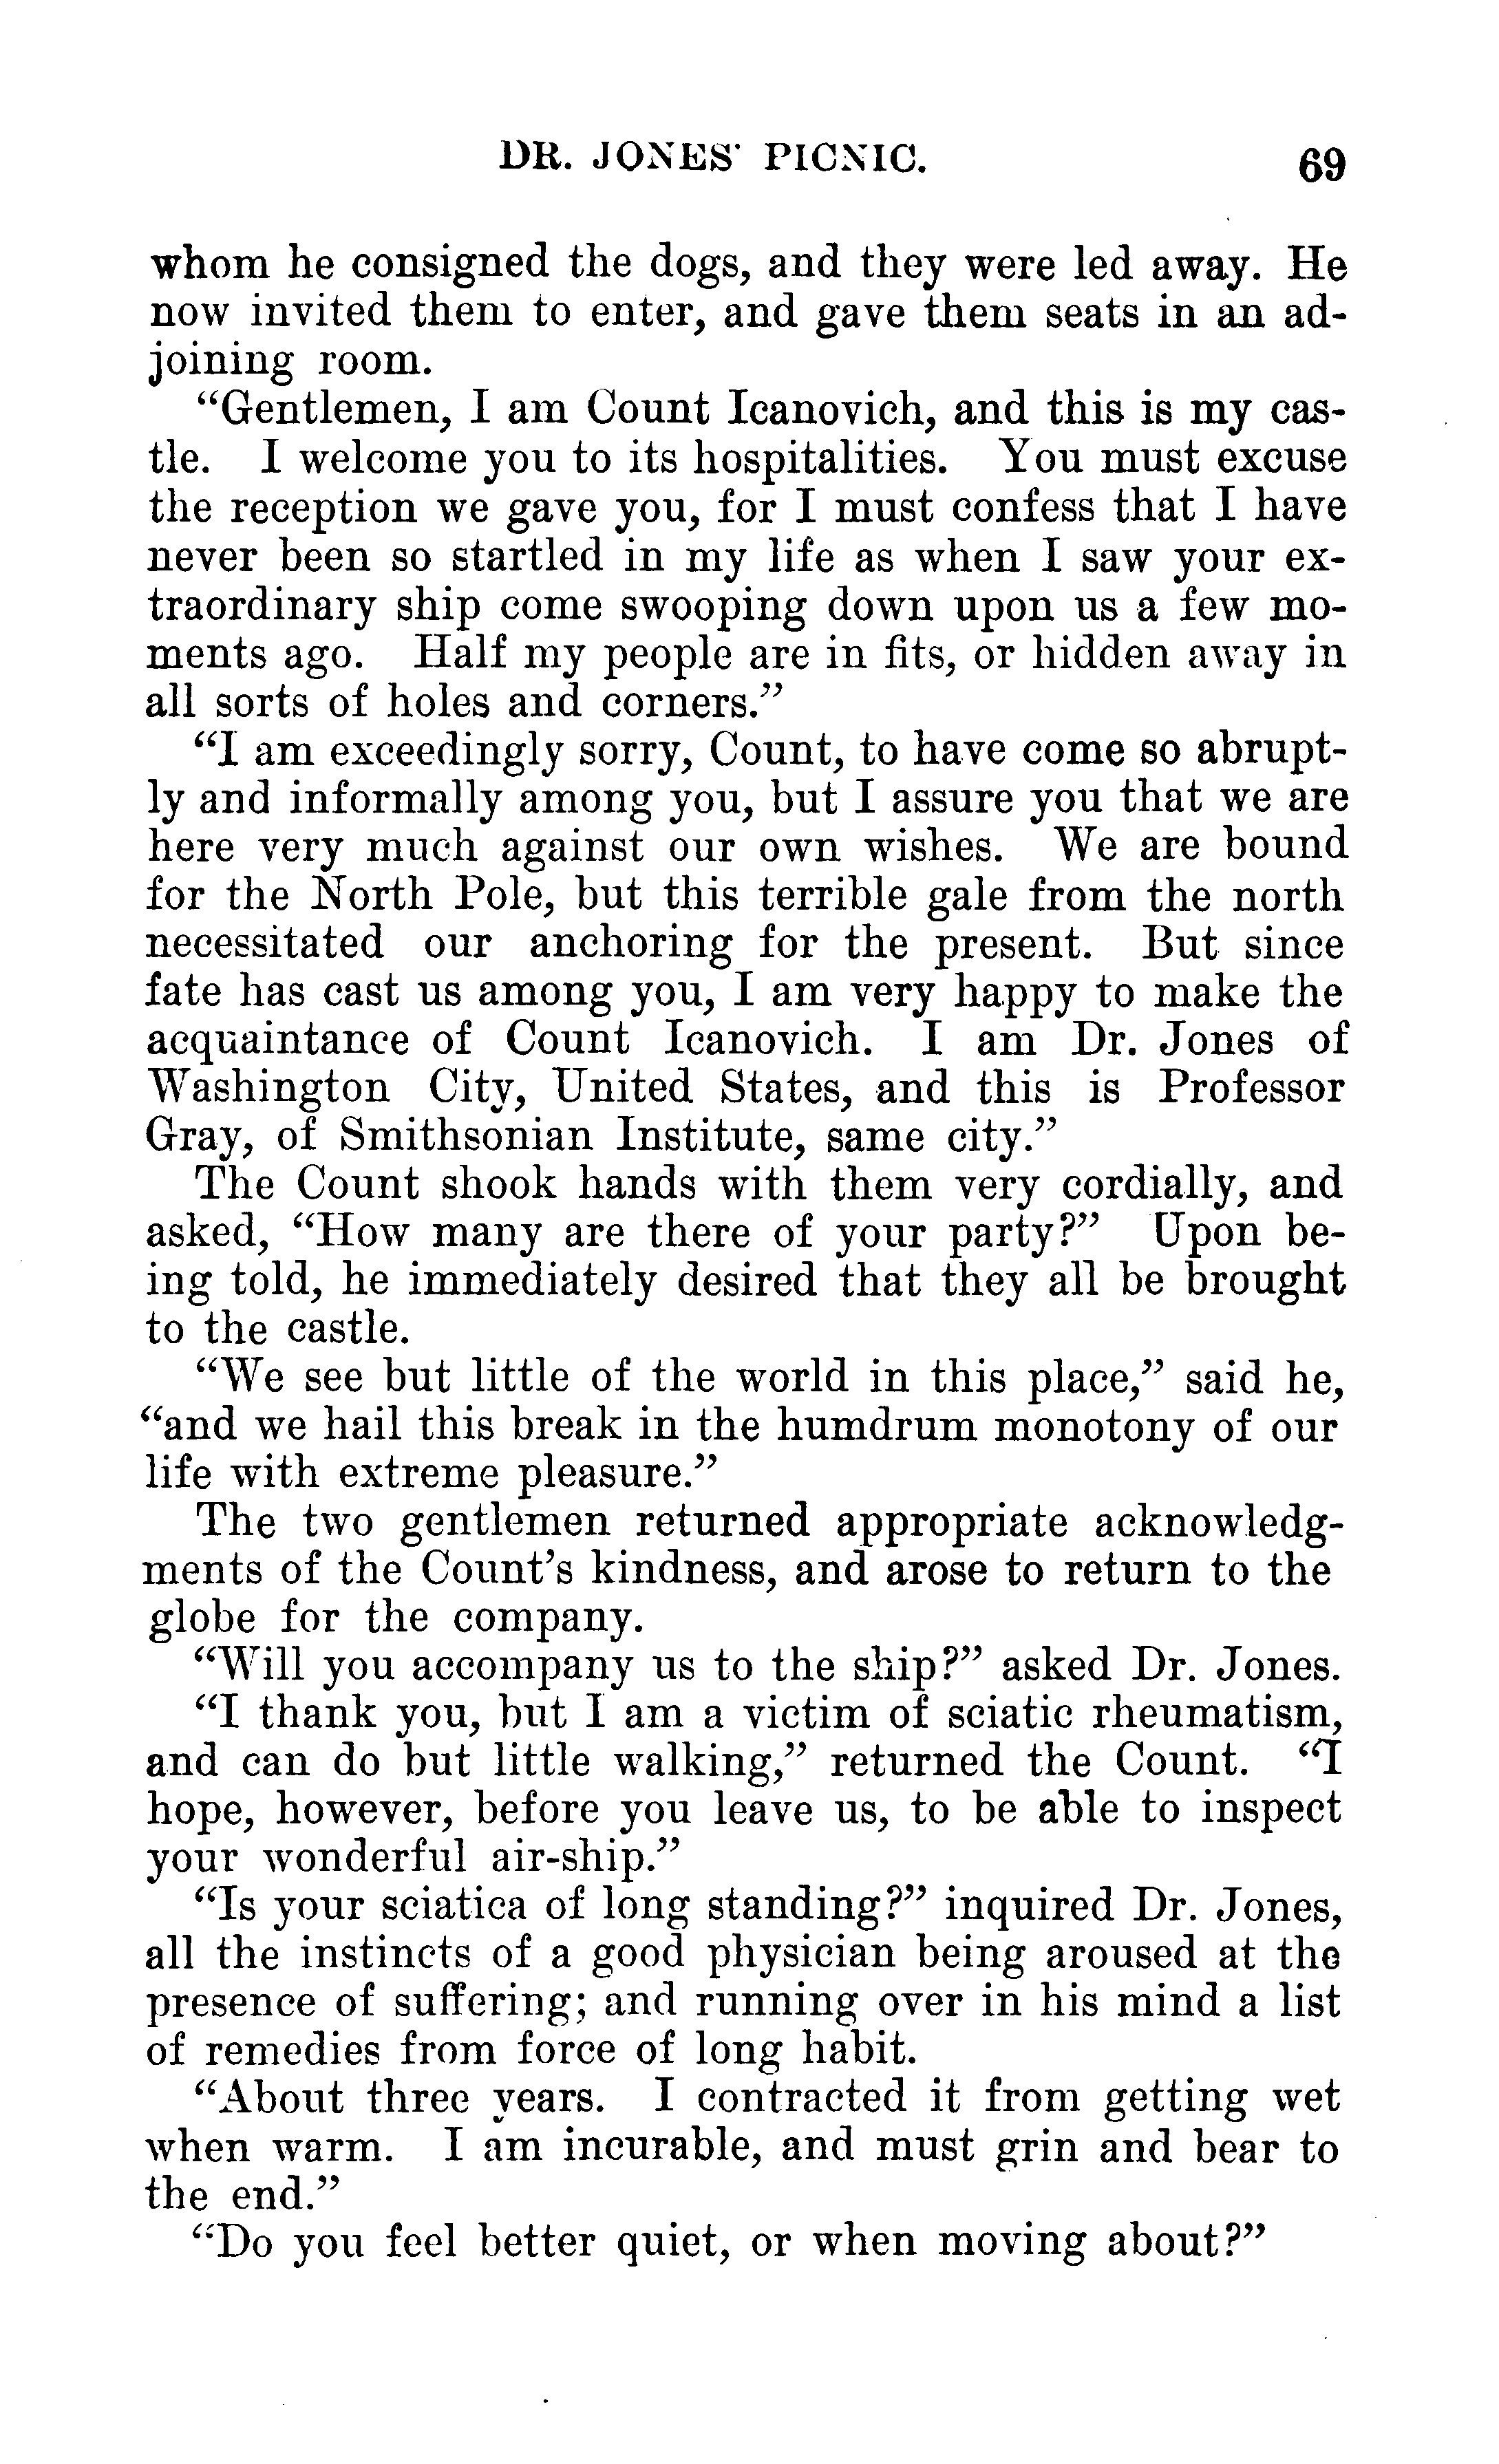 DR. JONES' PICNIC. 69
whom he consigned the dogs, and they were led away. He
now invited them to enter, and gave them seats in an ad-
joining room.
"Gentlemen, I am Count Icanovich, and this is my cas-
tle. I welcome you to its hospitalities. You must excuse
the reception we gave you, for I must confess that I have
never been so startled in my life as when I saw your ex-
traordinary ship come swooping down upon us a few mo-
ments ago. Half my people are in fits, or hidden away in
all sorts of holes and corners."
"I am exceedingly sorry, Count, to have come so abrupt-
ly and informally among you, but I assure you that we are
here very much against our own wishes. We are bound
for the North Pole, but this terrible gale from the north
necessitated our anchoring for the present. But since
fate has cast us among you, I am very happy to make the
acquaintance of Count Icanovich. I am Dr. Jones of
Washington City, United States, and this is Professor
Gray, of Smithsonian Institute, same city."
The Count shook hands with them very cordially, and
asked, "How many are there of your party?" Upon be-
ing told, he immediately desired that they all be brought
to the castle.
"We see but little of the world in this place," said he,
"and we hail this break in the humdrum monotony of our
life with extreme pleasure."
The two gentlemen returned appropriate acknowledg-
ments of the Count's kindness, and arose to return to the
globe for the company.
"Will you accompany us to the ship?" asked Dr. Jones.
"I thank you, but I am a victim of sciatic rheumatism,
and can do but little walking," returned the Count. "I
hope, however, before you leave us, to be able to inspect
your wonderful air-ship."
"Is your sciatica of long standing?" inquired Dr. Jones,
all the instincts of a good physician being aroused at the
presence of suffering; and running over in his mind a list
of remedies from force of long habit.
"About three years. I contracted it from getting wet
when warm. I am incurable, and must grin and bear to
the end."
"Do you feel better quiet, or when moving about?"